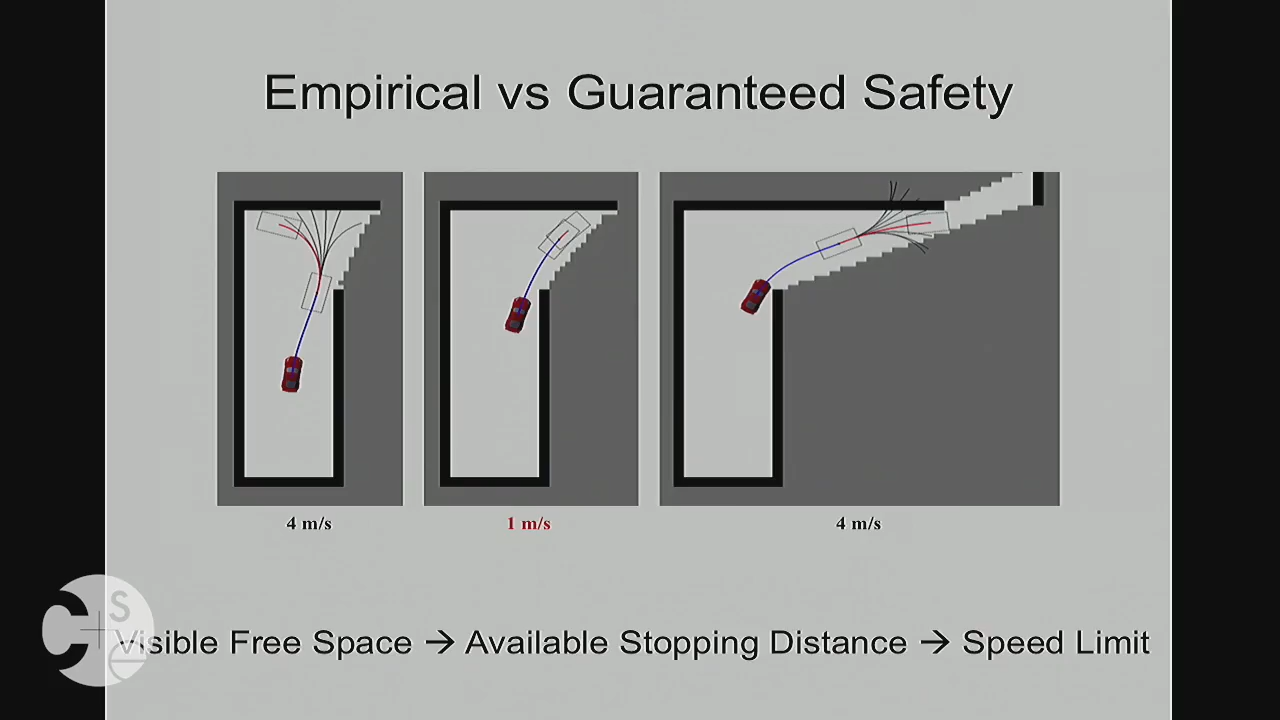 Empirical vs Guaranteed Safety
4 m/s
1 m/s
4 m/s
Visible Free Space → Available Stopping Distance → Speed Limit
C S e